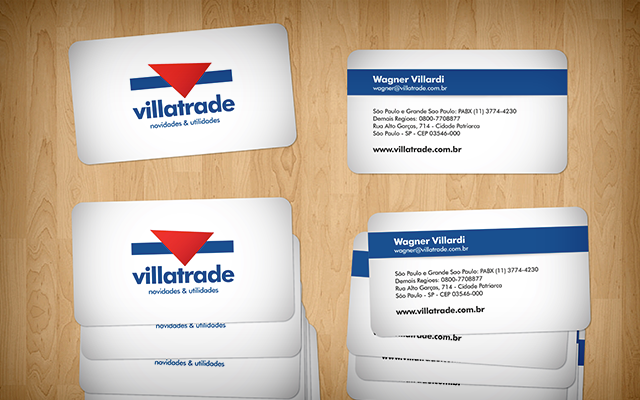 villatrade
novidades & utilidades
Wagner Villardi
wagner@villatrade.com.br
São Paulo e Grande Sao Paulo: PABX (11) 3774-4230
Demais Regioes: 0800-7708877
Rua Alto Garças, 714 - Cidade Patriarca
São Paulo - SP - CEP 03546-000
www.villatrade.com.br
villatrade
novidades & utilidades
Wagner Villardi
wagner@villatrade.com.br
São Paulo e Grande Sao Paulo: PABX (11) 3774-4230
Demais Regioes: 0800-7708877
Rua Alto Garças, 714 - Cidade Patriarca
São Paulo - SP - CEP 03546-000
www.villatrade.com.br
novidades & utilidades
novidades & utilidades